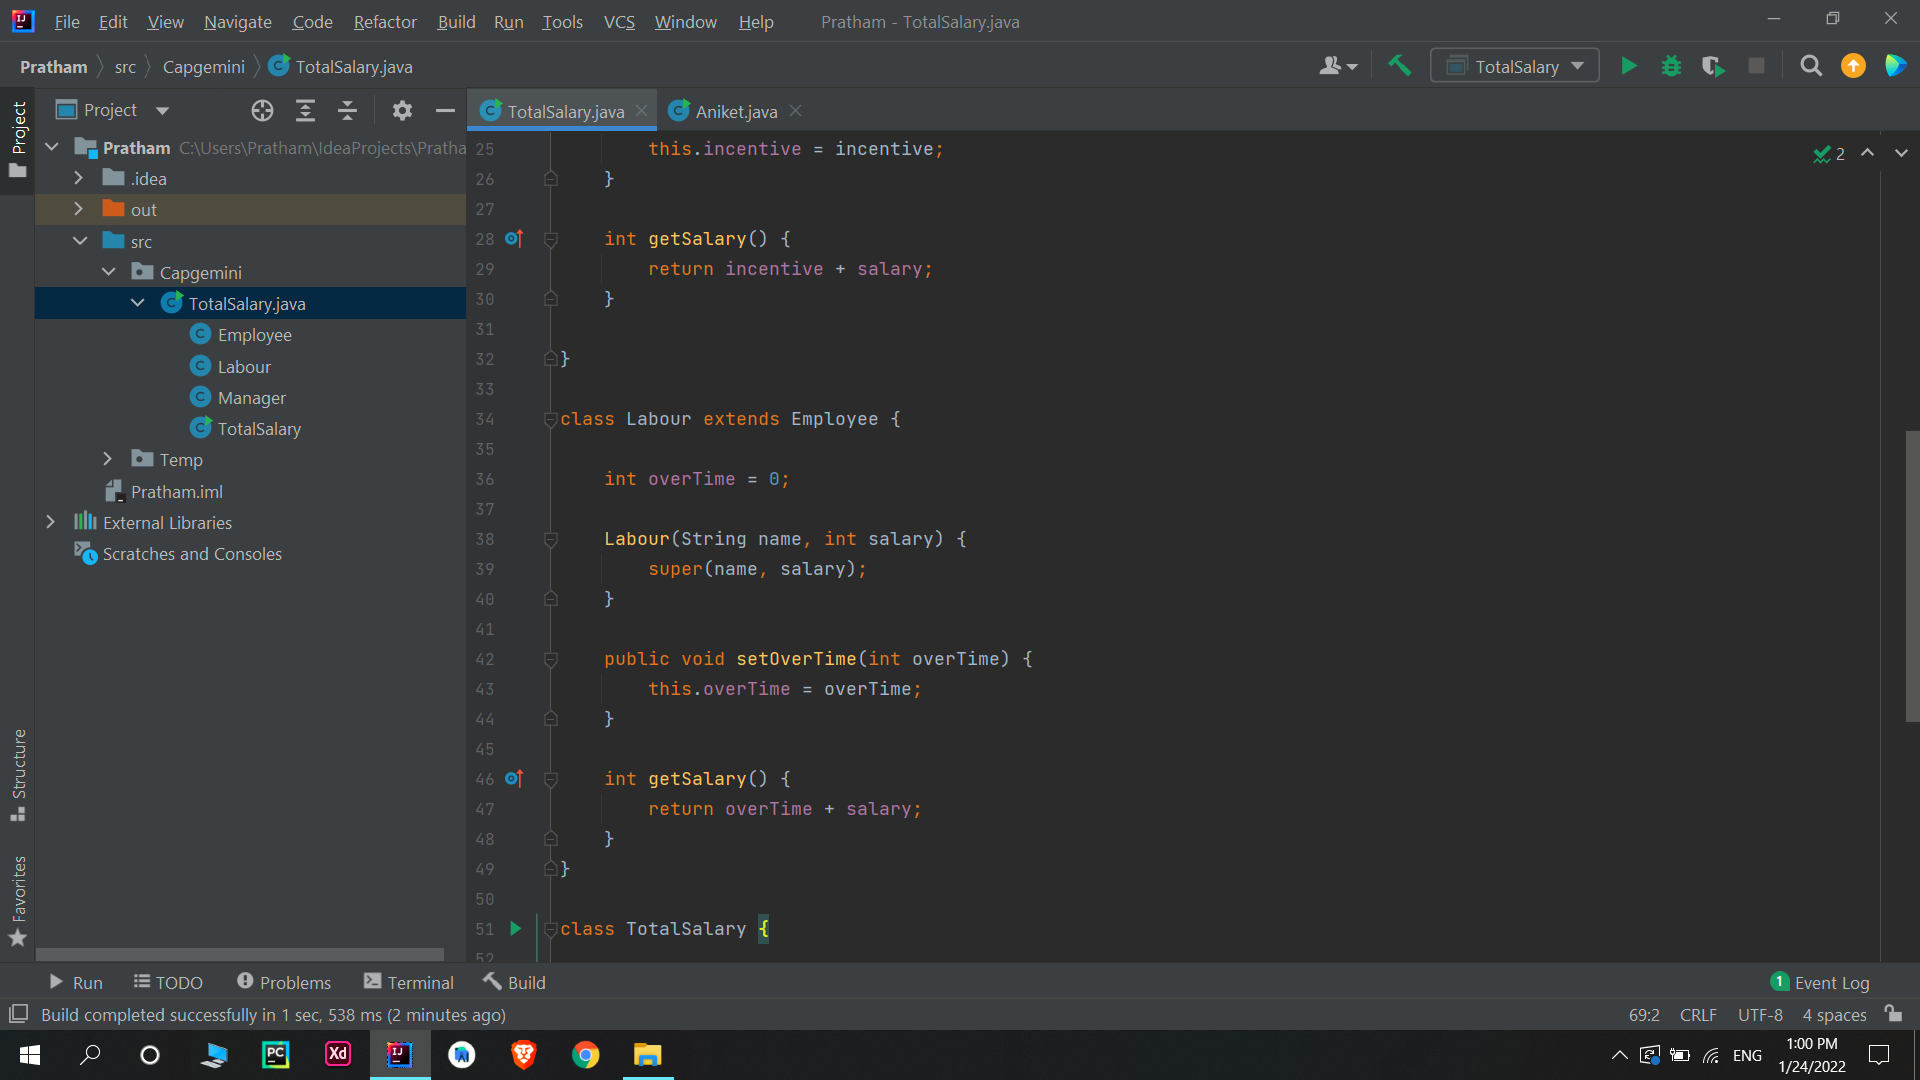 File Edit View Navigate Code Refactor Build Run Tools VCS Window Help Pratham - TotalSalary.java
Pratham src Capgemini TotalSalary.java TotalSalary
Project
Project
TotalSalary.java Aniket.java
Pratham C:\Users\Pratham\IdeaProjects\Pratha
.idea
out
src
Capgemini
TotalSalary.java
Employee
Labour
Manager
TotalSalary
Temp
Pratham.iml
External Libraries
Scratches and Consoles
Structure
Favorites
2
25 this.incentive = incentive;
26 }
27
28 int getSalary() {
29 return incentive + salary;
30 }
31
32 }
33
34 class Labour extends Employee {
35
36 int overTime = 0;
37
38 Labour(String name, int salary) {
39 super(name, salary);
40 }
41
42 public void setOverTime(int overTime) {
43 this.overTime = overTime;
44 }
45
46 int getSalary() {
47 return overTime + salary;
48 }
49 }
50
51 class TotalSalary {
52
Run TODO Problems Terminal Build 1 Event Log
Build completed successfully in 1 sec, 538 ms (2 minutes ago) 69:2 CRLF UTF-8 4 spaces
PC Xd IJ ENG 1:00 PM
1/24/2022